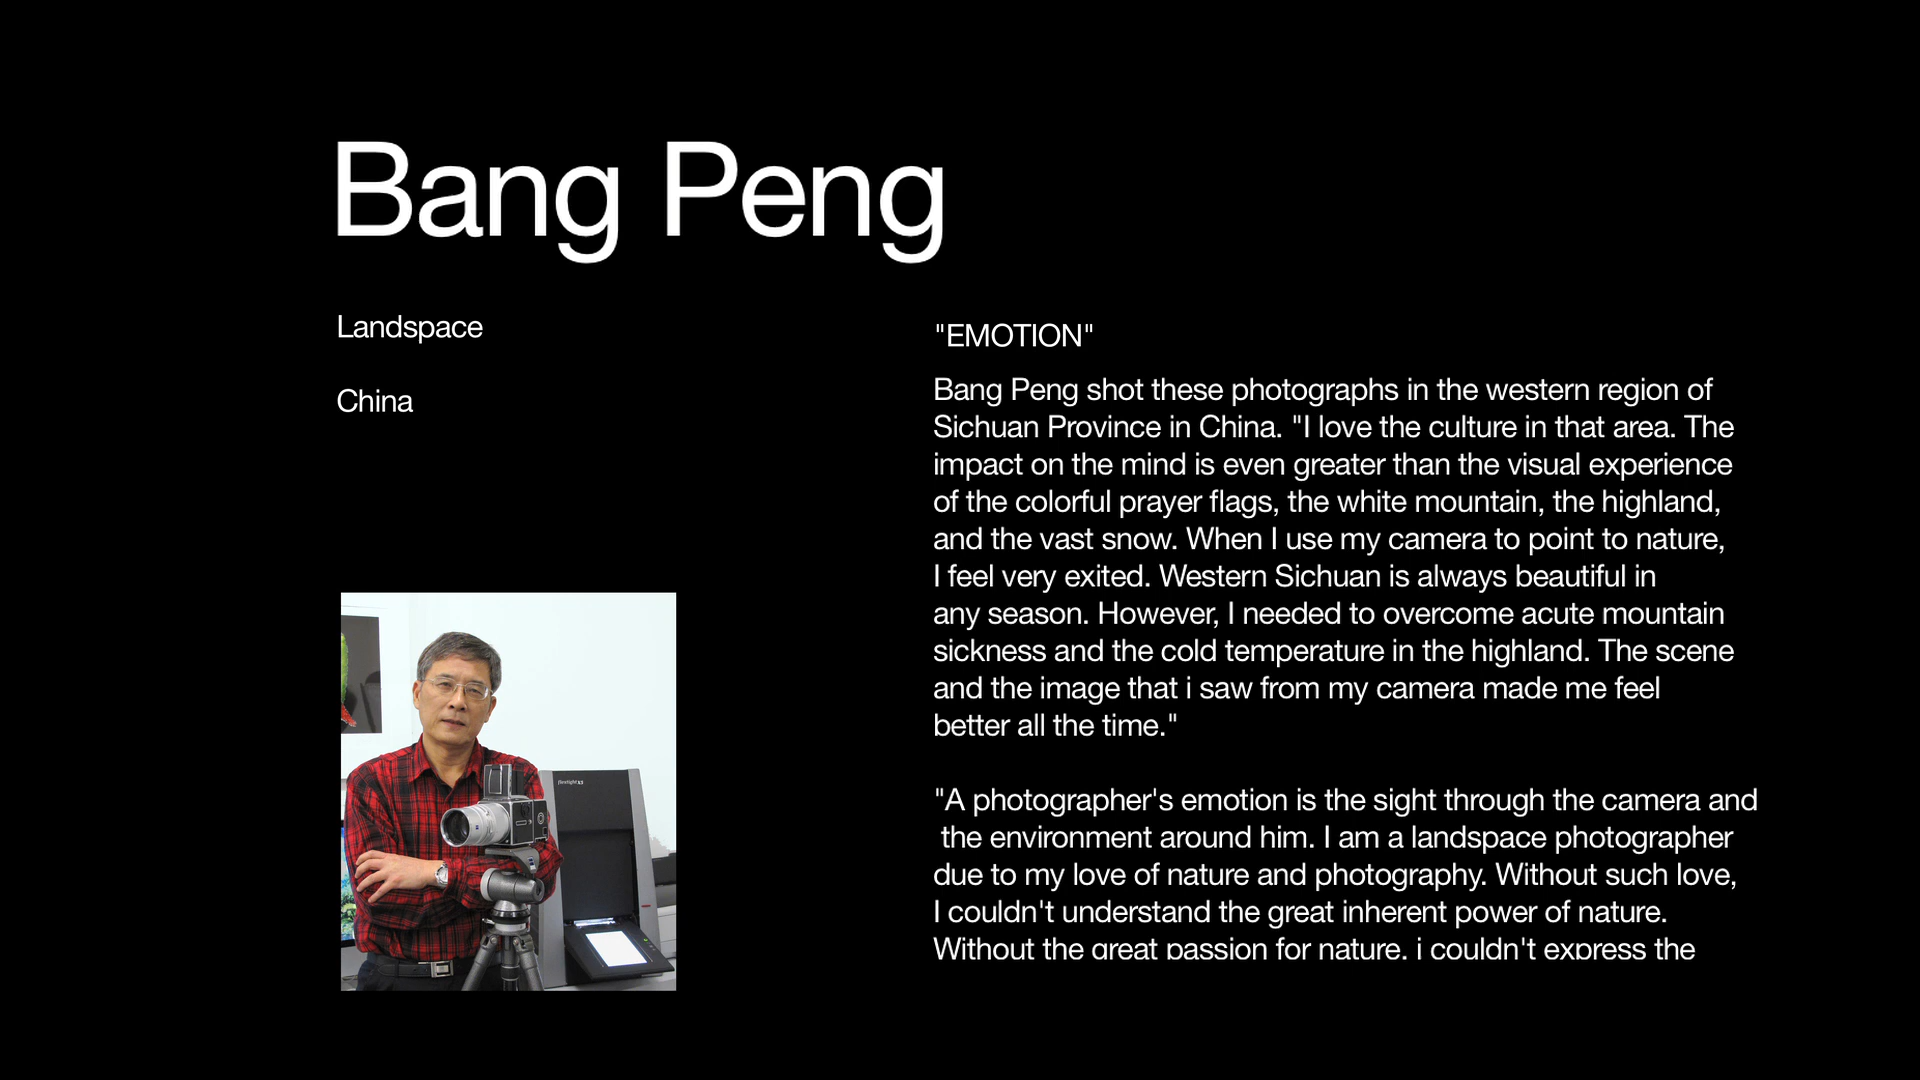 Bang Peng
Landspace
China
"EMOTION"
Bang Peng shot these photographs in the western region of
Sichuan Province in China. "I love the culture in that area. The
impact on the mind is even greater than the visual experience
of the colorful prayer flags, the white mountain, the highland,
and the vast snow. When I use my camera to point to nature,
I feel very exited. Western Sichuan is always beautiful in
any season. However, I needed to overcome acute mountain
sickness and the cold temperature in the highland. The scene
and the image that i saw from my camera made me feel
better all the time."
"A photographer's emotion is the sight through the camera and
the environment around him. I am a landspace photographer
due to my love of nature and photography. Without such love,
I couldn't understand the great inherent power of nature.
Without the great passion for nature, i couldn't express the
flextight X5